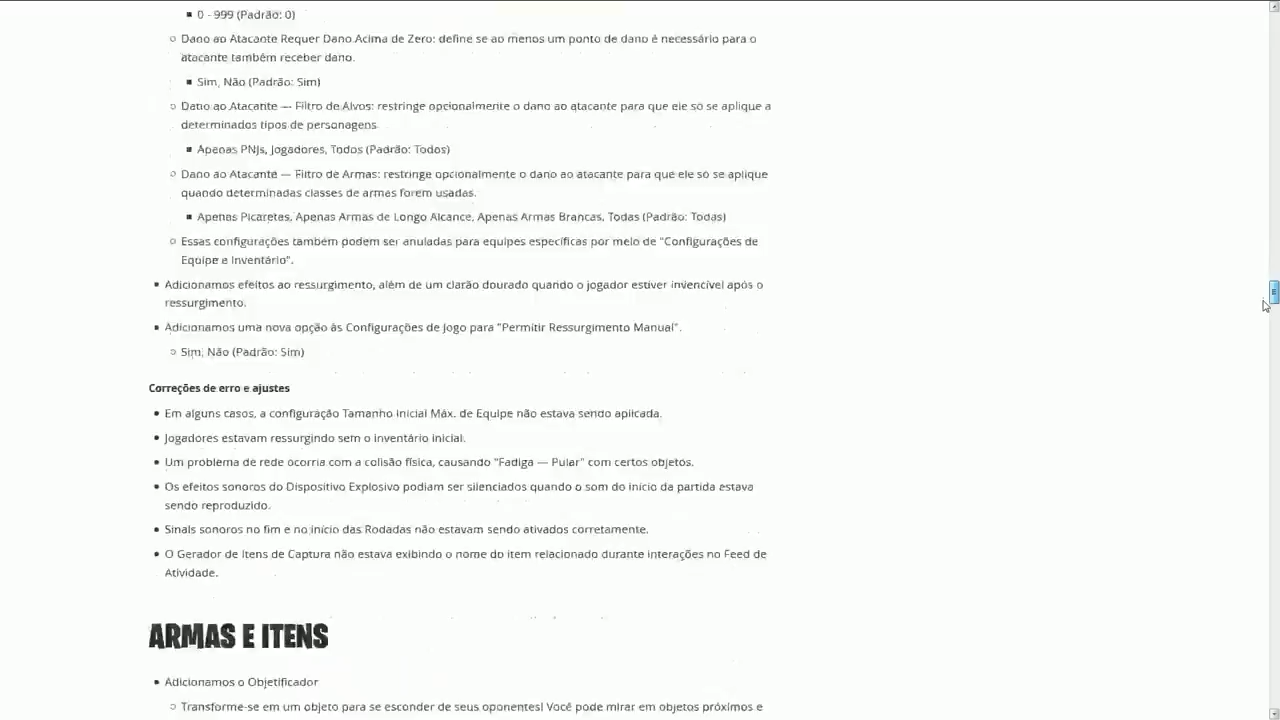 0 - 999 (Padrão: 0)
Dano ao Atacante Requer Dano Acima de Zero: define se ao menos um ponto de dano é necessário para o
atacante também receber dano.
Sim, Não (Padrão: Sim)
Dano ao Atacante — Filtro de Alvos: restringe opcionalmente o dano ao atacante para que ele só se aplique a
determinados tipos de personagens.
Apenas PNJs, Jogadores, Todos (Padrão: Todos)
Dano ao Atacante — Filtro de Armas: restringe opcionalmente o dano ao atacante para que ele só se aplique
quando determinadas classes de armas forem usadas.
Apenas Picaretas, Apenas Armas de Longo Alcance, Apenas Armas Brancas, Todas (Padrão: Todas)
Essas configurações também podem ser anuladas para equipes específicas por meio de "Configurações de
Equipe e Inventário".
Adicionamos efeitos ao ressurgimento, além de um clarão dourado quando o jogador estiver invencível após o
ressurgimento.
Adicionamos uma nova opção às Configurações de Jogo para "Permitir Ressurgimento Manual".
Sim, Não (Padrão: Sim)
Correções de erro e ajustes
Em alguns casos, a configuração Tamanho Inicial Máx. de Equipe não estava sendo aplicada.
Jogadores estavam ressurgindo sem o inventário inicial.
Um problema de rede ocorria com a colisão física, causando "Fadiga — Pular" com certos objetos.
Os efeitos sonoros do Dispositivo Explosivo podiam ser silenciados quando o som do início da partida estava
sendo reproduzido.
Sinais sonoros no fim e no início das Rodadas não estavam sendo ativados corretamente.
O Gerador de Itens de Captura não estava exibindo o nome do item relacionado durante interações no Feed de
Atividade.
ARMAS E ITENS
Adicionamos o Objetificador
Transforme-se em um objeto para se esconder de seus oponentes! Você pode mirar em objetos próximos e